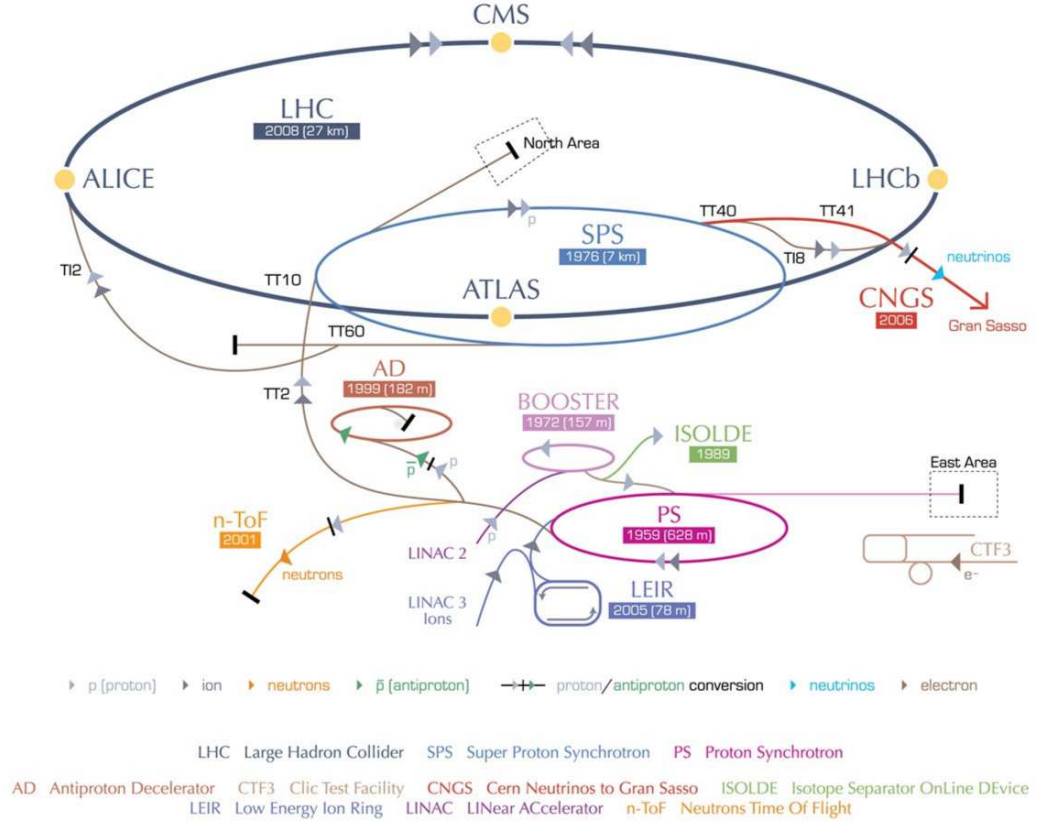 CMS
LHC
2008 (27 km)
North Area
ALICE
LHCb
TT40
TT41
p
SPS
1976 (7 km)
TI8
neutrinos
TI2
TT10
ATLAS
CNGS
2006
Gran Sasso
TT60
AD
1999 (182 m)
TT2
BOOSTER
1972 (157 m)
ISOLDE
1989
p̄
p
East Area
n-ToF
2001
PS
1959 (628 m)
LINAC 2
p
neutrons
CTF3
e-
LEIR
2005 (78 m)
LINAC 3
Ions
p (proton)
ion
neutrons
p̄ (antiproton)
proton/antiproton conversion
neutrinos
electron
LHC Large Hadron Collider SPS Super Proton Synchrotron PS Proton Synchrotron
AD Antiproton Decelerator CTF3 Clic Test Facility CNGS Cern Neutrinos to Gran Sasso ISOLDE Isotope Separator OnLine DEvice
LEIR Low Energy Ion Ring LINAC LINear ACcelerator n-ToF Neutrons Time Of Flight